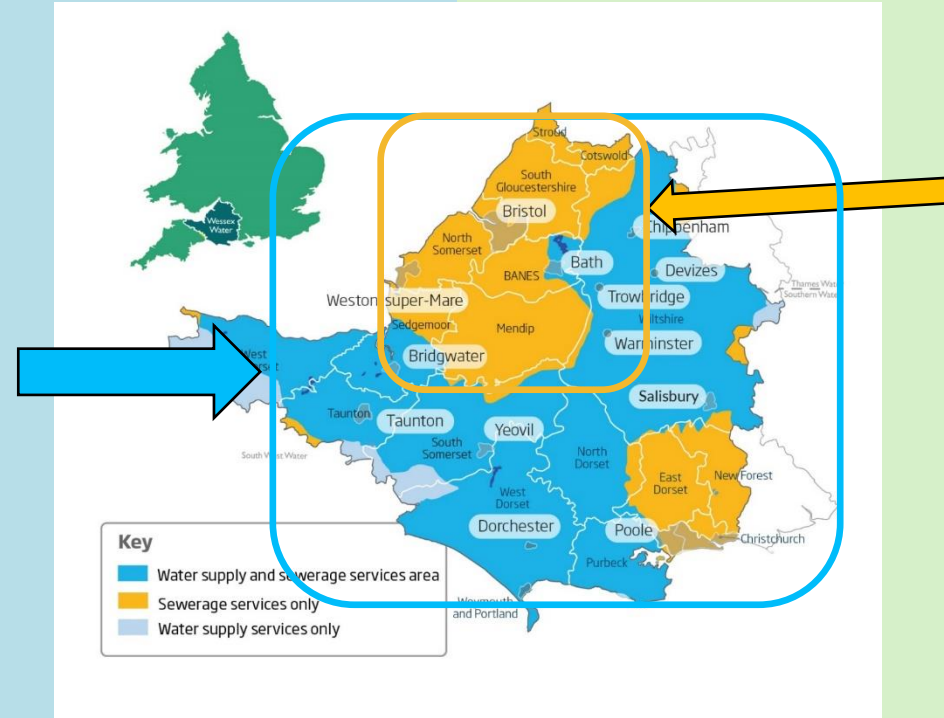 Wessex
Water
Stroud
Cotswold
South
Gloucestershire
Bristol
Chippenham
North
Somerset
Bath
Devizes
BANES
Thames Water
Southern Water
Weston-super-Mare
Trowbridge
Sedgemoor
Mendip
Wiltshire
Warminster
Bridgwater
West
Somerset
Salisbury
Taunton
Taunton
Yeovil
South West Water
South
Somerset
North
Dorset
East
Dorset
New Forest
West
Dorset
Dorchester
Poole
Christchurch
Purbeck
Weymouth
and Portland
Key
Water supply and sewerage services area
Sewerage services only
Water supply services only